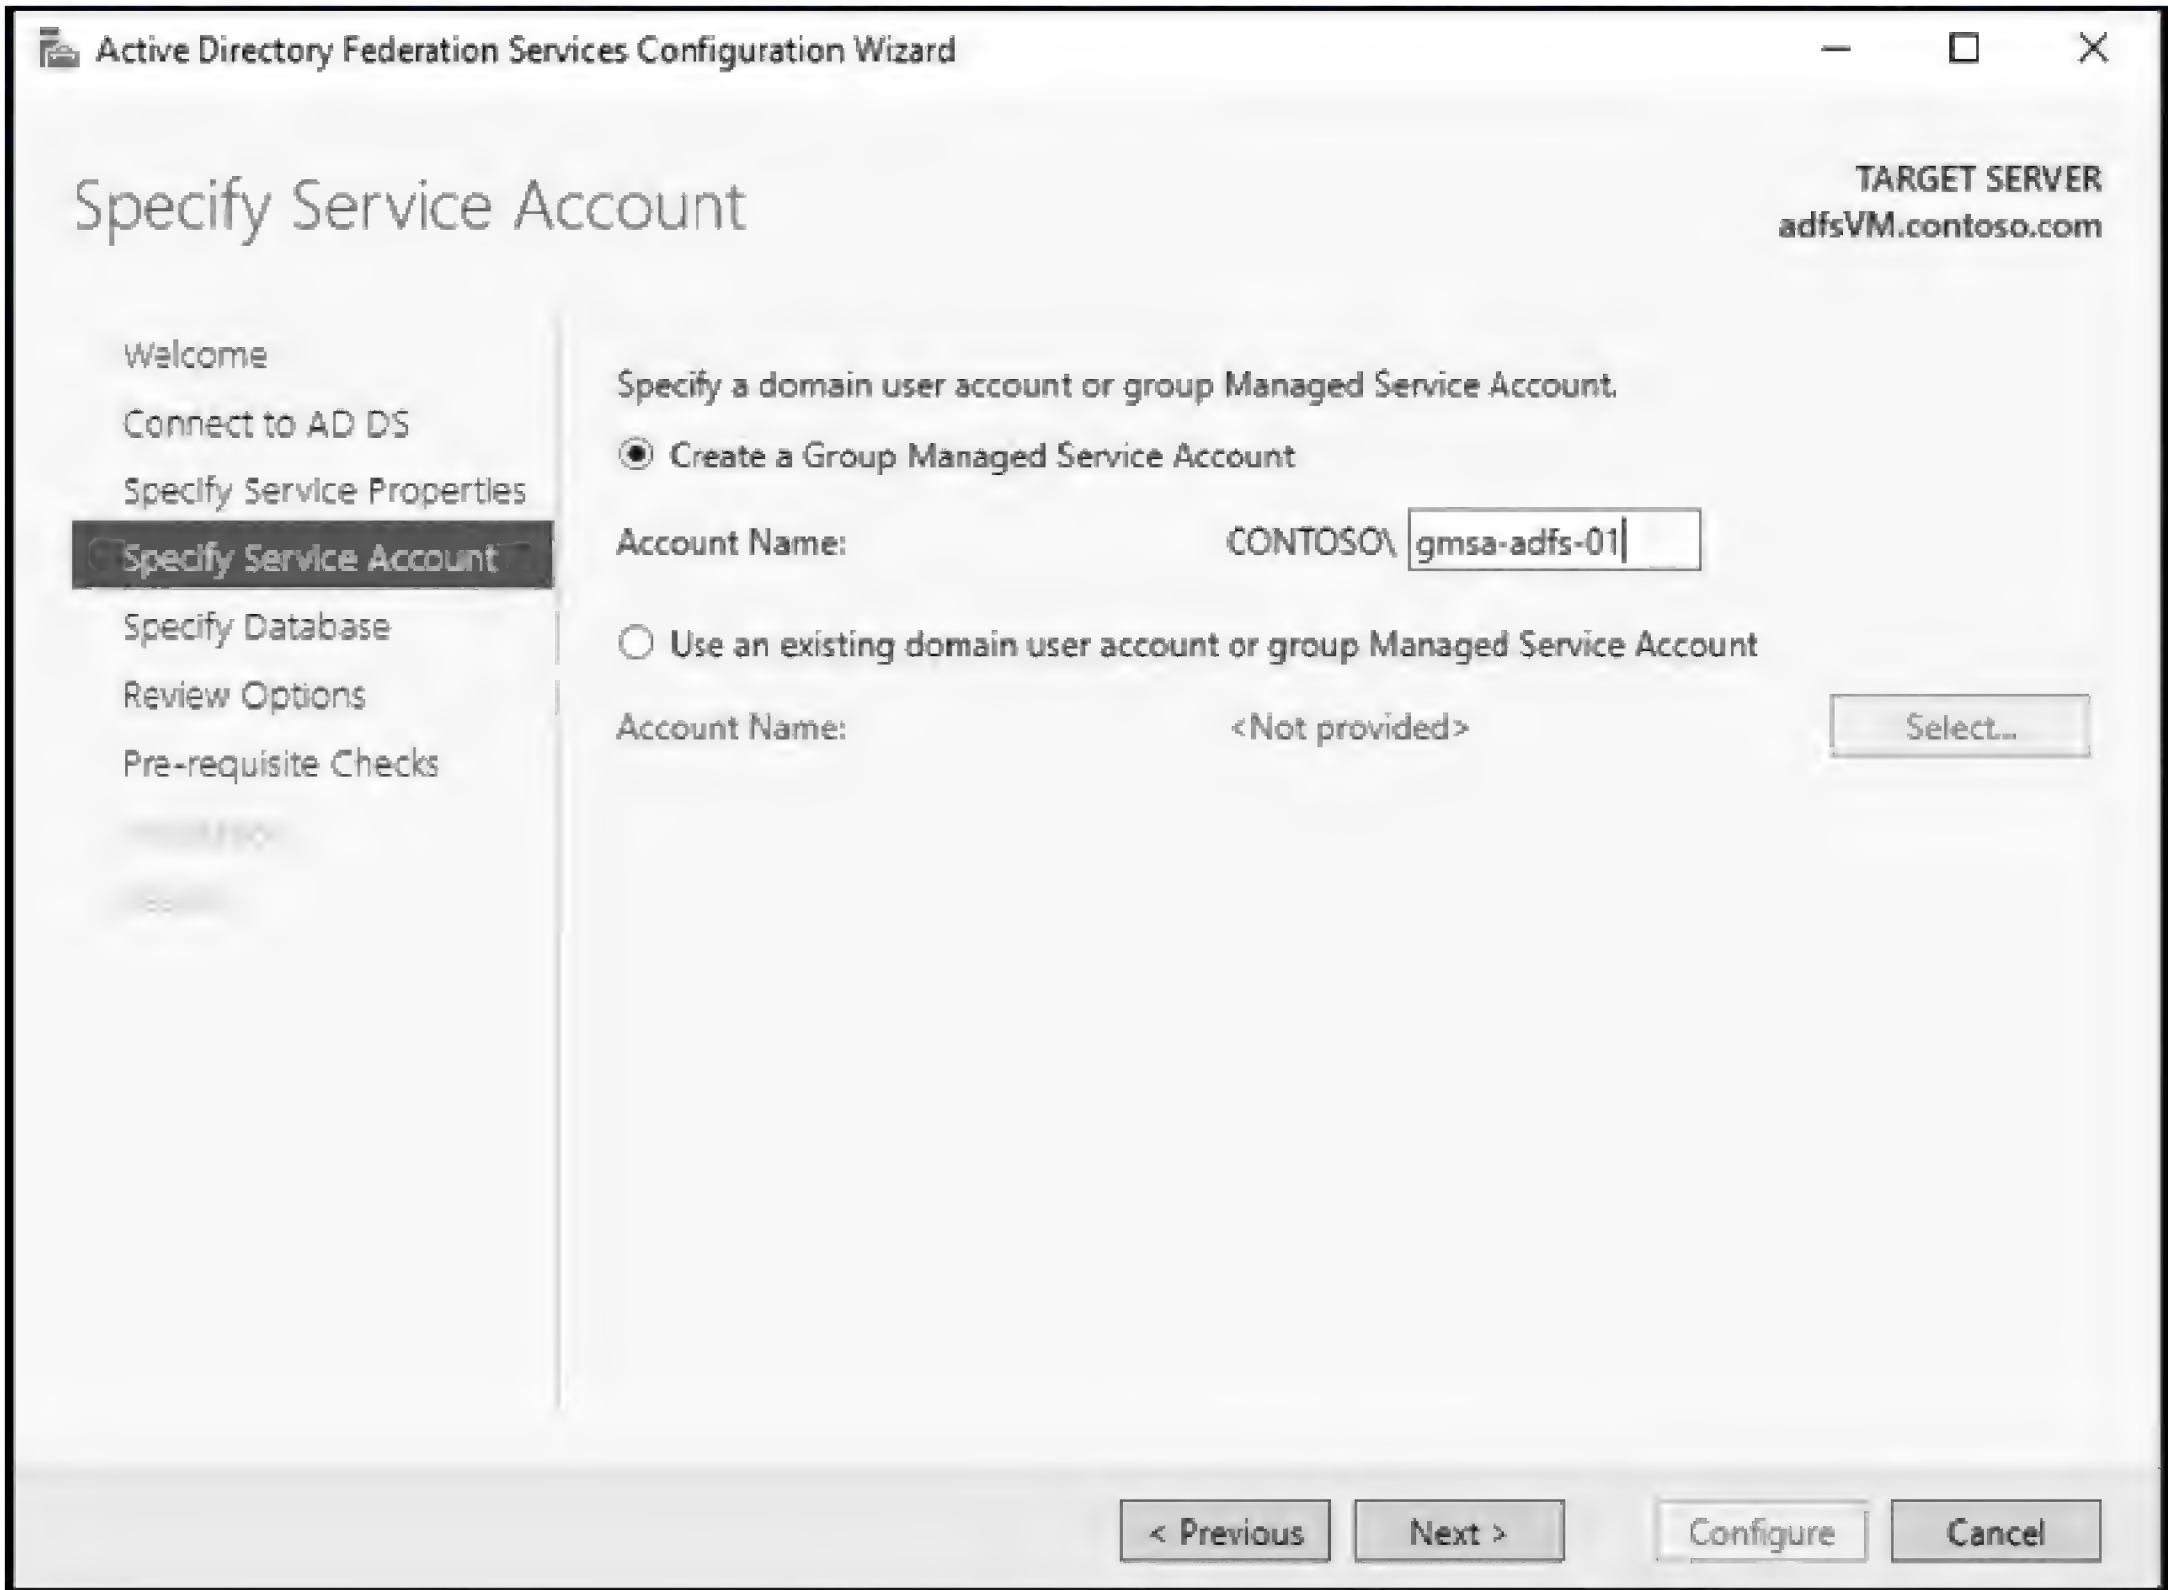 Active Directory Federation Services Configuration Wizard
Specify Service Account
TARGET SERVER
adfsVM.contoso.com
Welcome
Connect to AD DS
Specify Service Properties
Specify Service Account
Specify Database
Review Options
Pre-requisite Checks
Specify a domain user account or group Managed Service Account.
Create a Group Managed Service Account
Account Name: CONTOSO\ gmsa-adfs-01
Use an existing domain user account or group Managed Service Account
Account Name: <Not provided> Select...
< Previous Next > Configure Cancel